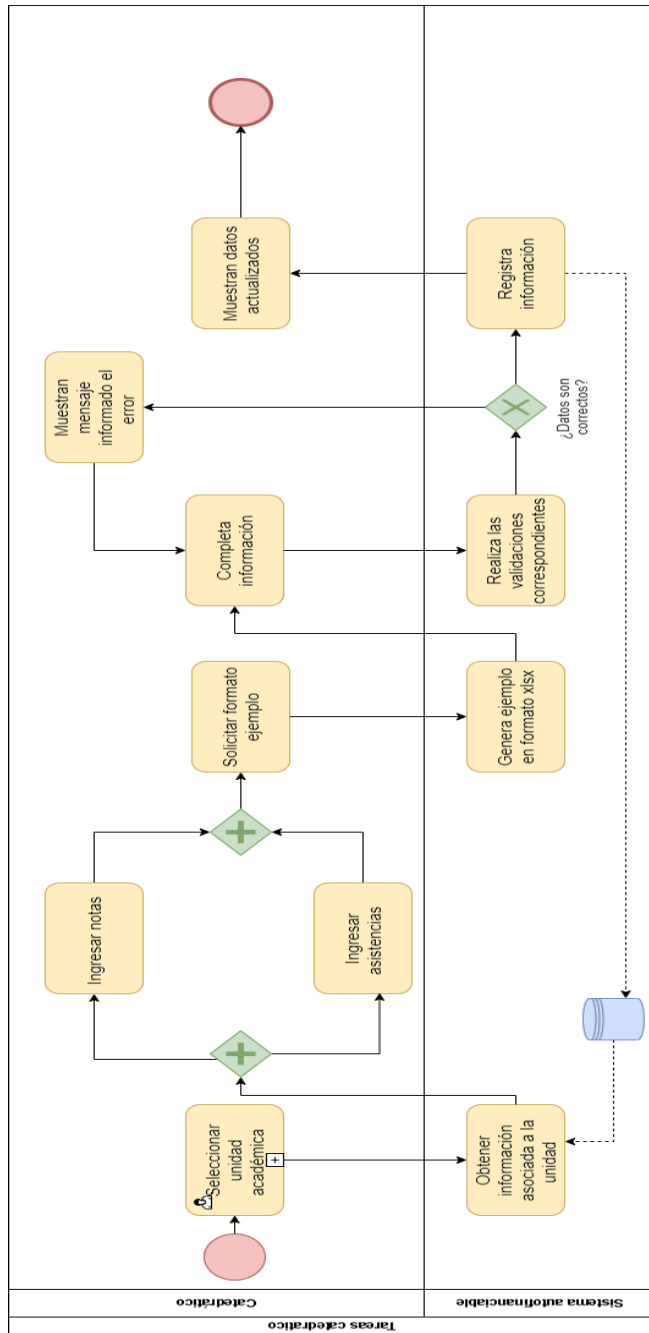 Tareas catedratico
Catedrático
Sistema autofinanciable
Seleccionar
unidad
académica
Obtener
información
asociada a la
unidad
Ingresar notas
Ingresar
asistencias
Solicitar formato
ejemplo
Genera ejemplo
en formato xlsx
Completa
información
Realiza las
validaciones
correspondientes
¿Datos son
correctos?
Muestran
mensaje
informado el
error
Registra
información
Muestran datos
actualizados